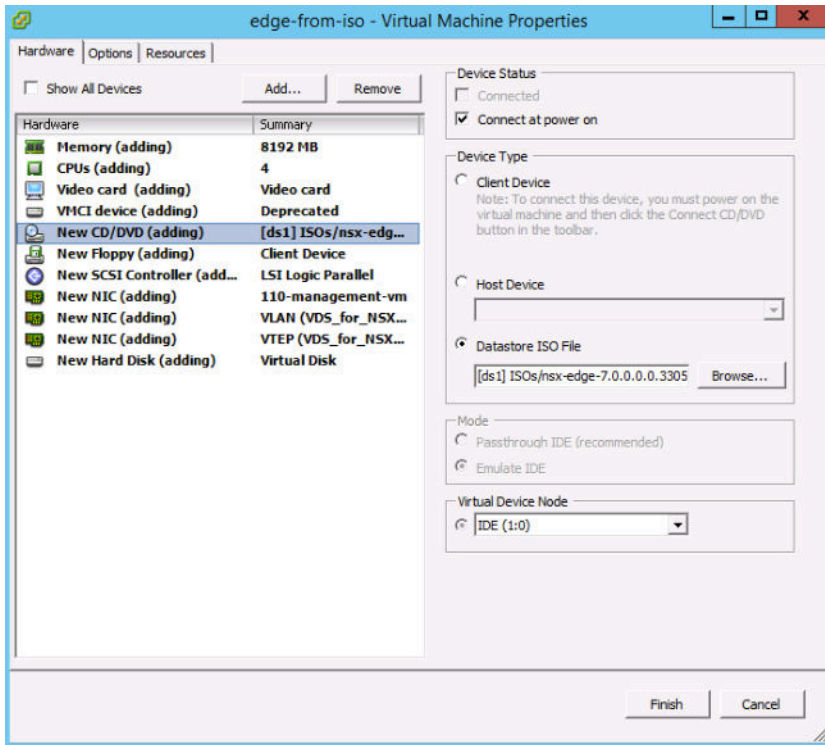 edge-from-iso - Virtual Machine Properties
Hardware Options Resources
Show All Devices Add... Remove
Hardware Summary
Memory (adding) 8192 MB
CPUs (adding) 4
Video card (adding) Video card
VMCI device (adding) Deprecated
New CD/DVD (adding) [ds1] ISOs/nsx-edg...
New Floppy (adding) Client Device
New SCSI Controller (add... LSI Logic Parallel
New NIC (adding) 110-management-vm
New NIC (adding) VLAN (VDS_for_NSX...
New NIC (adding) VTEP (VDS_for_NSX...
New Hard Disk (adding) Virtual Disk
Device Status
Connected
Connect at power on
Device Type
Client Device
Note: To connect this device, you must power on the
virtual machine and then click the Connect CD/DVD
button in the toolbar.
Host Device
Datastore ISO File
[ds1] ISOs/nsx-edge-7.0.0.0.0.3305 Browse...
Mode
Passthrough IDE (recommended)
Emulate IDE
Virtual Device Node
IDE (1:0)
Finish Cancel